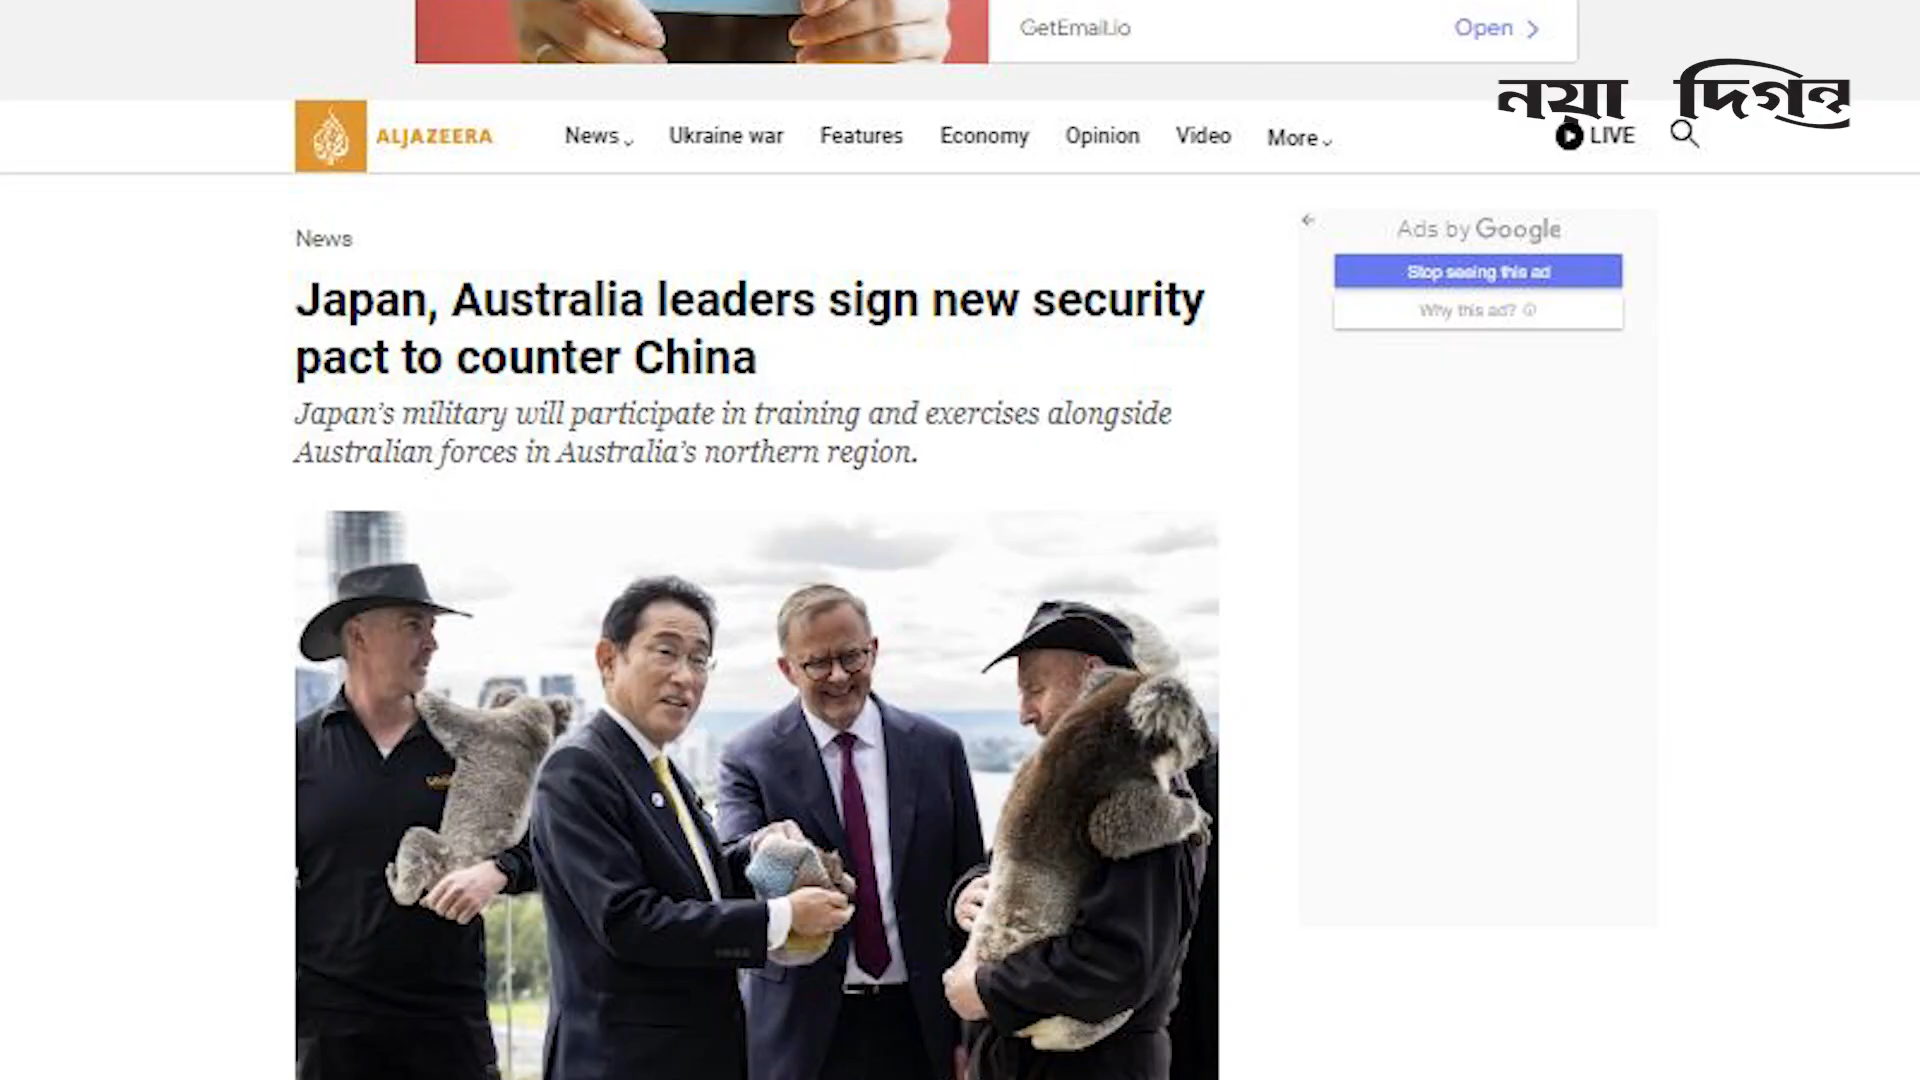 GetEmail.io
Open
নয়া দিগন্ত
ALJAZEERA
News
Ukraine war
Features
Economy
Opinion
Video
More
LIVE
News
Ads by Google
Stop seeing this ad
Why this ad?
Japan, Australia leaders sign new security
pact to counter China
Japan’s military will participate in training and exercises alongside
Australian forces in Australia’s northern region.